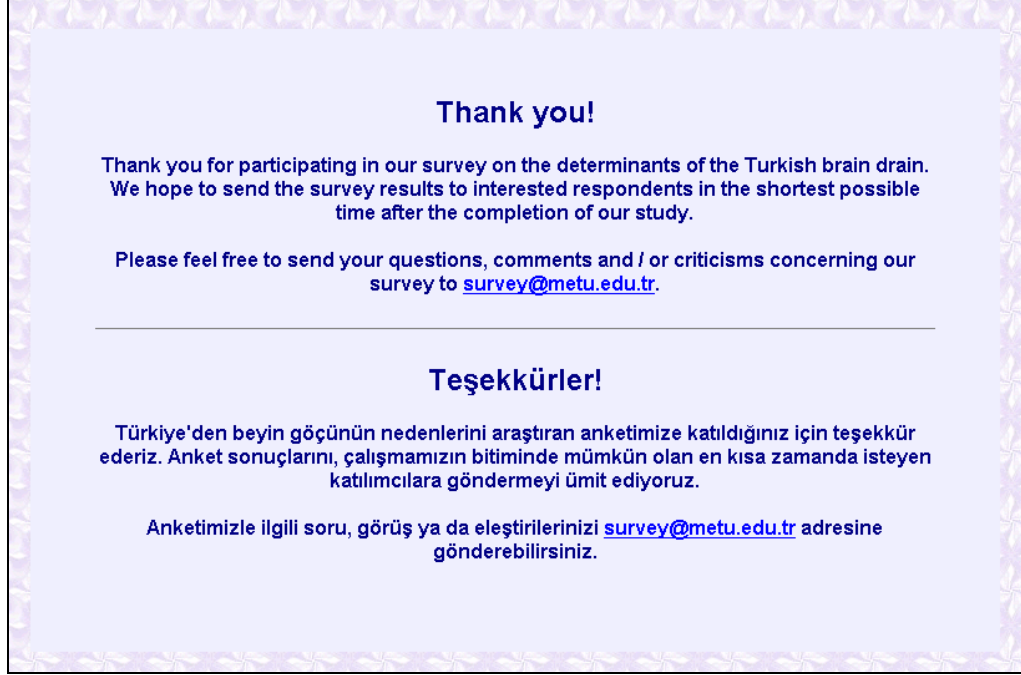 Thank you!
Thank you for participating in our survey on the determinants of the Turkish brain drain.
We hope to send the survey results to interested respondents in the shortest possible
time after the completion of our study.
Please feel free to send your questions, comments and / or criticisms concerning our
survey to survey@metu.edu.tr.
Teşekkürler!
Türkiye'den beyin göçünün nedenlerini araştıran anketimize katıldığınız için teşekkür
ederiz. Anket sonuçlarını, çalışmamızın bitiminde mümkün olan en kısa zamanda isteyen
katılımcılara göndermeyi ümit ediyoruz.
Anketimizle ilgili soru, görüş ya da eleştirilerinizi survey@metu.edu.tr adresine
gönderebilirsiniz.